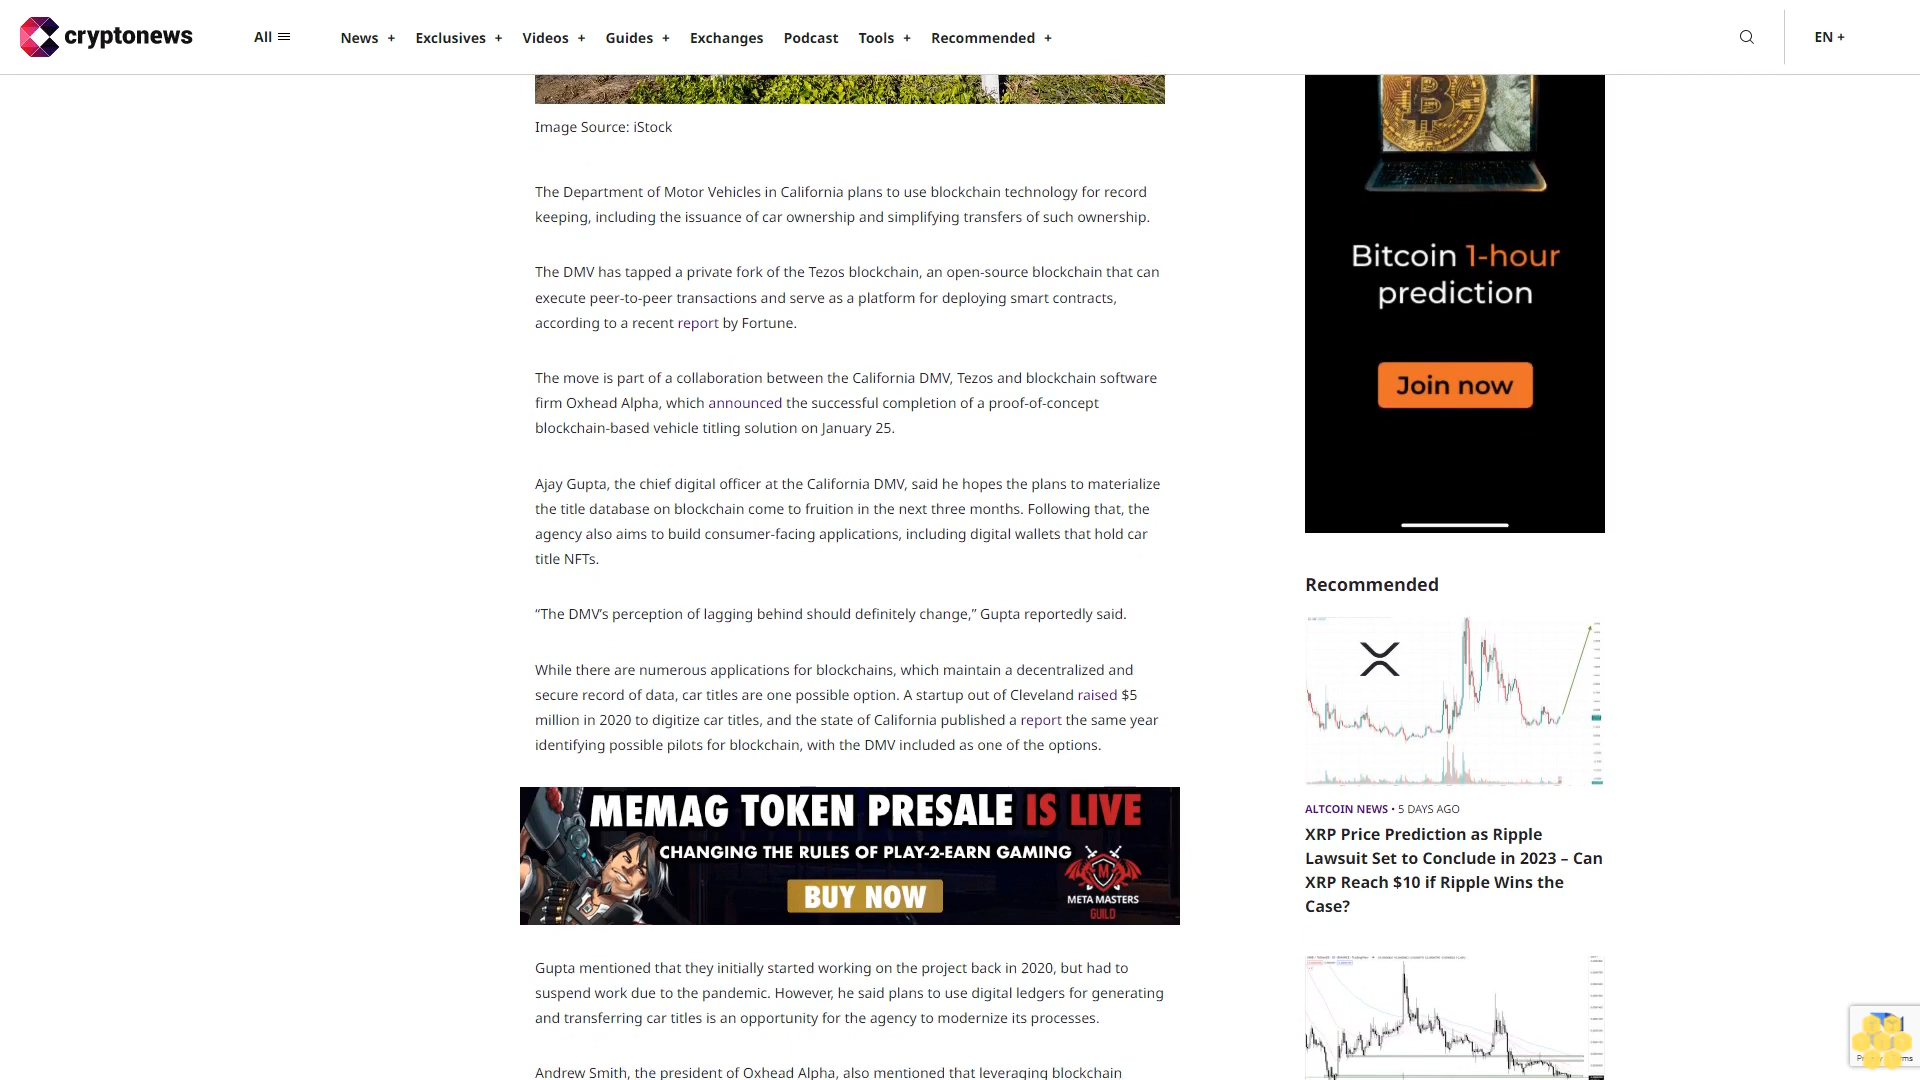 cryptonews
All
News +
Exclusives +
Videos +
Guides +
Exchanges
Podcast
Tools +
Recommended +
EN +
Image Source: iStock
The Department of Motor Vehicles in California plans to use blockchain technology for record
keeping, including the issuance of car ownership and simplifying transfers of such ownership.
The DMV has tapped a private fork of the Tezos blockchain, an open-source blockchain that can
execute peer-to-peer transactions and serve as a platform for deploying smart contracts,
according to a recent report by Fortune.
The move is part of a collaboration between the California DMV, Tezos and blockchain software
firm Oxhead Alpha, which announced the successful completion of a proof-of-concept
blockchain-based vehicle titling solution on January 25.
Ajay Gupta, the chief digital officer at the California DMV, said he hopes the plans to materialize
the title database on blockchain come to fruition in the next three months. Following that, the
agency also aims to build consumer-facing applications, including digital wallets that hold car
title NFTs.
“The DMV’s perception of lagging behind should definitely change,” Gupta reportedly said.
While there are numerous applications for blockchains, which maintain a decentralized and
secure record of data, car titles are one possible option. A startup out of Cleveland raised $5
million in 2020 to digitize car titles, and the state of California published a report the same year
identifying possible pilots for blockchain, with the DMV included as one of the options.
MEMAG TOKEN PRESALE IS LIVE
CHANGING THE RULES OF PLAY-2-EARN GAMING
BUY NOW
META MASTERS
GUILD
Gupta mentioned that they initially started working on the project back in 2020, but had to
suspend work due to the pandemic. However, he said plans to use digital ledgers for generating
and transferring car titles is an opportunity for the agency to modernize its processes.
Andrew Smith, the president of Oxhead Alpha, also mentioned that leveraging blockchain
Bitcoin 1-hour
prediction
Join now
Recommended
ALTCOIN NEWS • 5 DAYS AGO
XRP Price Prediction as Ripple
Lawsuit Set to Conclude in 2023 – Can
XRP Reach $10 if Ripple Wins the
Case?